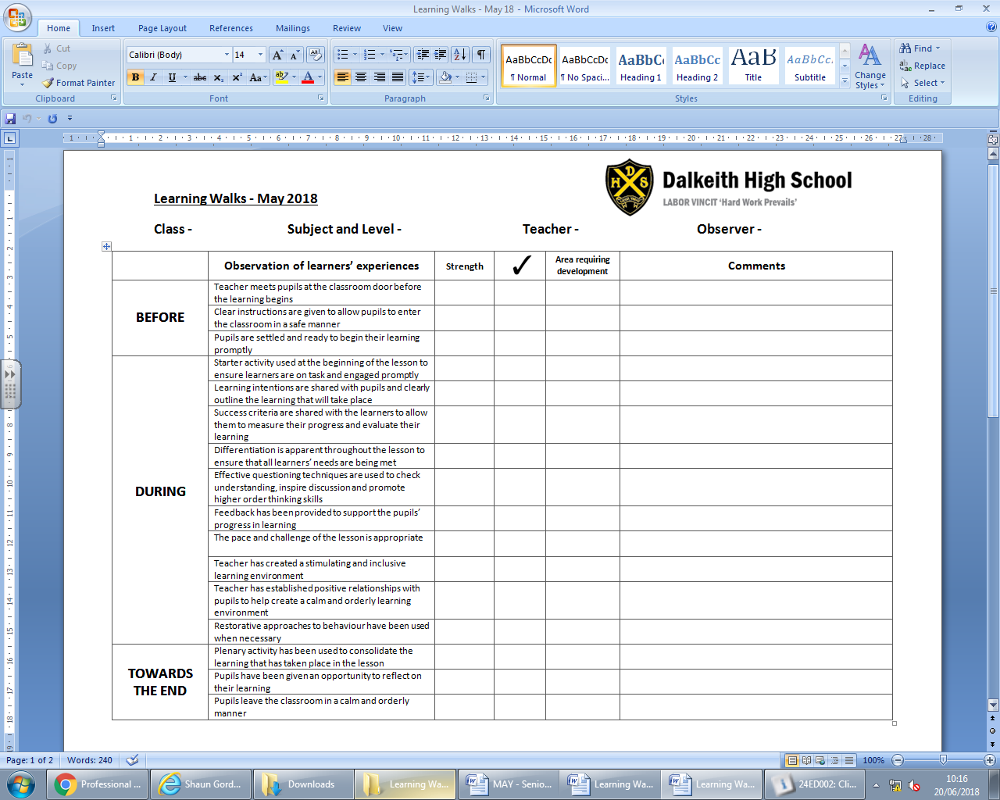 Learning Walks - May 18 - Microsoft Word
Home Insert Page Layout References Mailings Review View
Paste
Cut
Copy
Format Painter
Clipboard
Calibri (Body) 14
B I U abc x₂ x² Aa
Font
Paragraph
AaBbCcDc AaBbCcDc AaBbC AaBbCc AaB AaBbCc.
¶ Normal ¶ No Spaci... Heading 1 Heading 2 Title Subtitle
Change Styles
Styles
Find
Replace
Select
Editing
1 1 2 3 4 5 6 7 8 9 10 11 12 13 14 15 16 17 18 19 20 21 22 23 24 25 26 27 28
D
H S
Dalkeith High School
LABOR VINCIT ‘Hard Work Prevails’
Learning Walks - May 2018
Class - Subject and Level - Teacher - Observer -
Observation of learners’ experiences Strength ✓ Area requiring development Comments
BEFORE
Teacher meets pupils at the classroom door before
the learning begins
Clear instructions are given to allow pupils to enter
the classroom in a safe manner
Pupils are settled and ready to begin their learning
promptly
DURING
Starter activity used at the beginning of the lesson to
ensure learners are on task and engaged promptly
Learning intentions are shared with pupils and clearly
outline the learning that will take place
Success criteria are shared with the learners to allow
them to measure their progress and evaluate their
learning
Differentiation is apparent throughout the lesson to
ensure that all learners’ needs are being met
Effective questioning techniques are used to check
understanding, inspire discussion and promote
higher order thinking skills
Feedback has been provided to support the pupils’
progress in learning
The pace and challenge of the lesson is appropriate
Teacher has created a stimulating and inclusive
learning environment
Teacher has established positive relationships with
pupils to help create a calm and orderly learning
environment
Restorative approaches to behaviour have been used
when necessary
TOWARDS
THE END
Plenary activity has been used to consolidate the
learning that has taken place in the lesson
Pupils have been given an opportunity to reflect on
their learning
Pupils leave the classroom in a calm and orderly
manner
Page: 1 of 2 Words: 240 100%
Professional ... Shaun Gord... Downloads Learning Wa... MAY - Senio... Learning Wa... Learning Wa... 24ED002: Cli...
10:16
20/06/2018